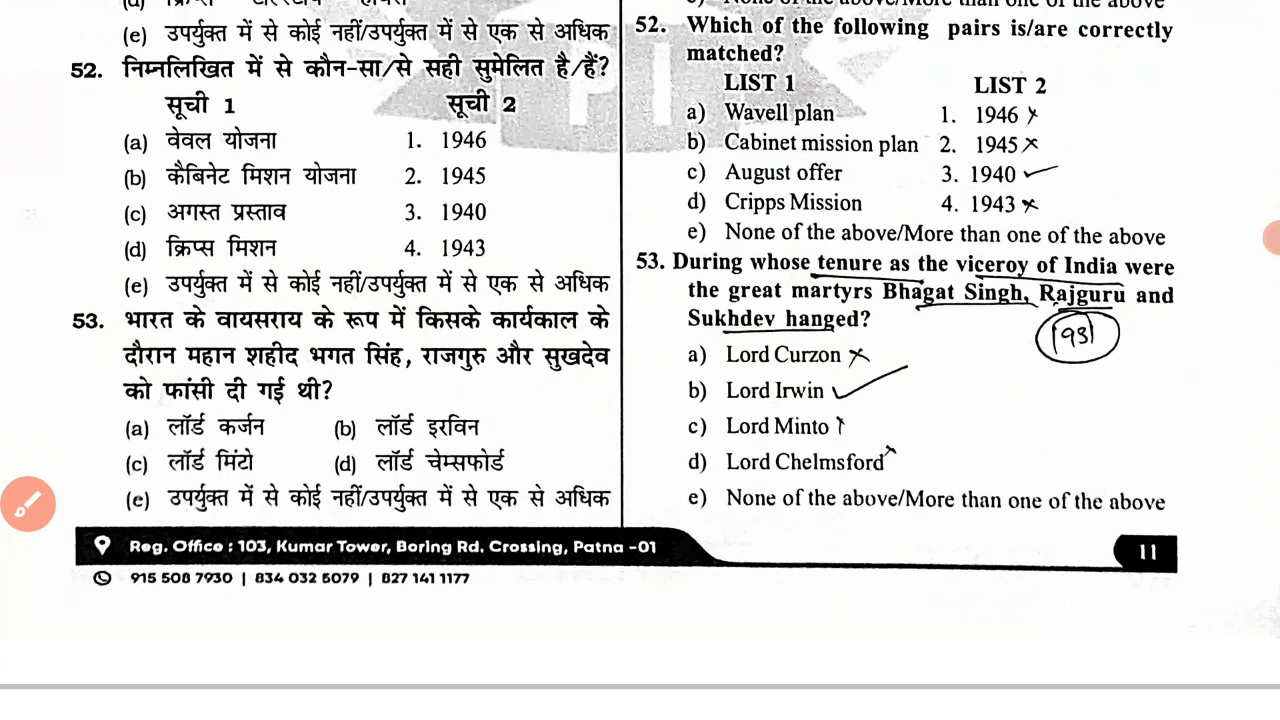 (e) उपर्युक्त में से कोई नहीं/उपर्युक्त में से एक से अधिक
52. निम्नलिखित में से कौन-सा/से सही सुमेलित है/हैं?
सूची 1 सूची 2
(a) वेवल योजना 1. 1946
(b) कैबिनेट मिशन योजना 2. 1945
(c) अगस्त प्रस्ताव 3. 1940
(d) क्रिप्स मिशन 4. 1943
(e) उपर्युक्त में से कोई नहीं/उपर्युक्त में से एक से अधिक
53. भारत के वायसराय के रूप में किसके कार्यकाल के
दौरान महान शहीद भगत सिंह, राजगुरु और सुखदेव
को फांसी दी गई थी?
(a) लॉर्ड कर्जन (b) लॉर्ड इरविन
(c) लॉर्ड मिंटो (d) लॉर्ड चेम्सफोर्ड
(e) उपर्युक्त में से कोई नहीं/उपर्युक्त में से एक से अधिक
52. Which of the following pairs is/are correctly
matched?
LIST 1 LIST 2
a) Wavell plan 1. 1946
b) Cabinet mission plan 2. 1945
c) August offer 3. 1940
d) Cripps Mission 4. 1943
e) None of the above/More than one of the above
53. During whose tenure as the viceroy of India were
the great martyrs Bhagat Singh, Rajguru and
Sukhdev hanged?
1931
a) Lord Curzon
b) Lord Irwin
c) Lord Minto
d) Lord Chelmsford
e) None of the above/More than one of the above
Reg. Office : 103, Kumar Tower, Boring Rd. Crossing, Patna -01
11
915 508 7930 | 834 032 5079 | 827 141 1177